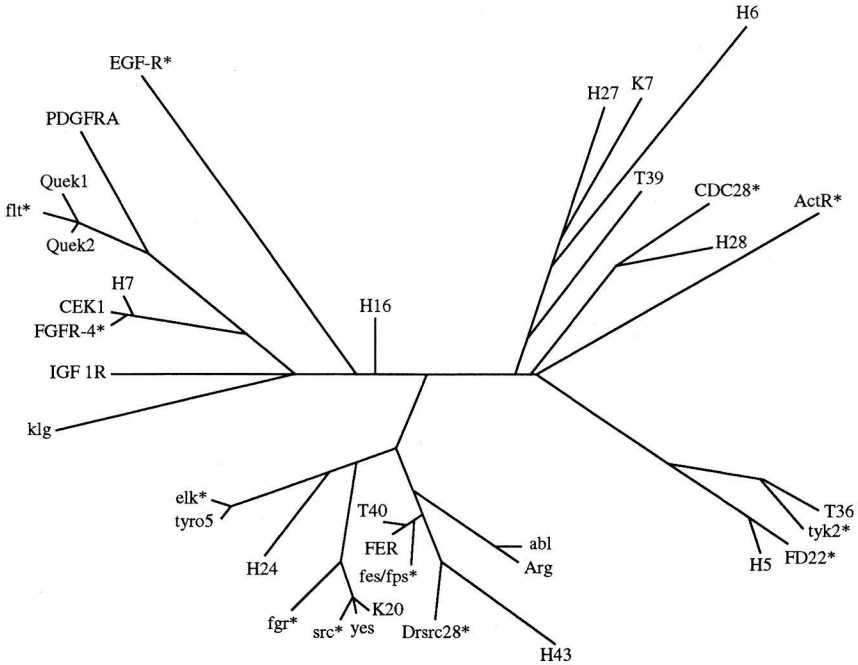 H6
EGF-R*
K7
H27
PDGFRA
T39
Quek1
CDC28*
ActR*
flt*
Quek2
H28
H7
CEK1
H16
FGFR-4*
IGF 1R
klg
elk*
T40
T36
tyro5
tyk2*
FER
abl
FD22*
H24
H5
Arg
fes/fps*
K20
fgr*
src*
yes
Drsrc28*
H43